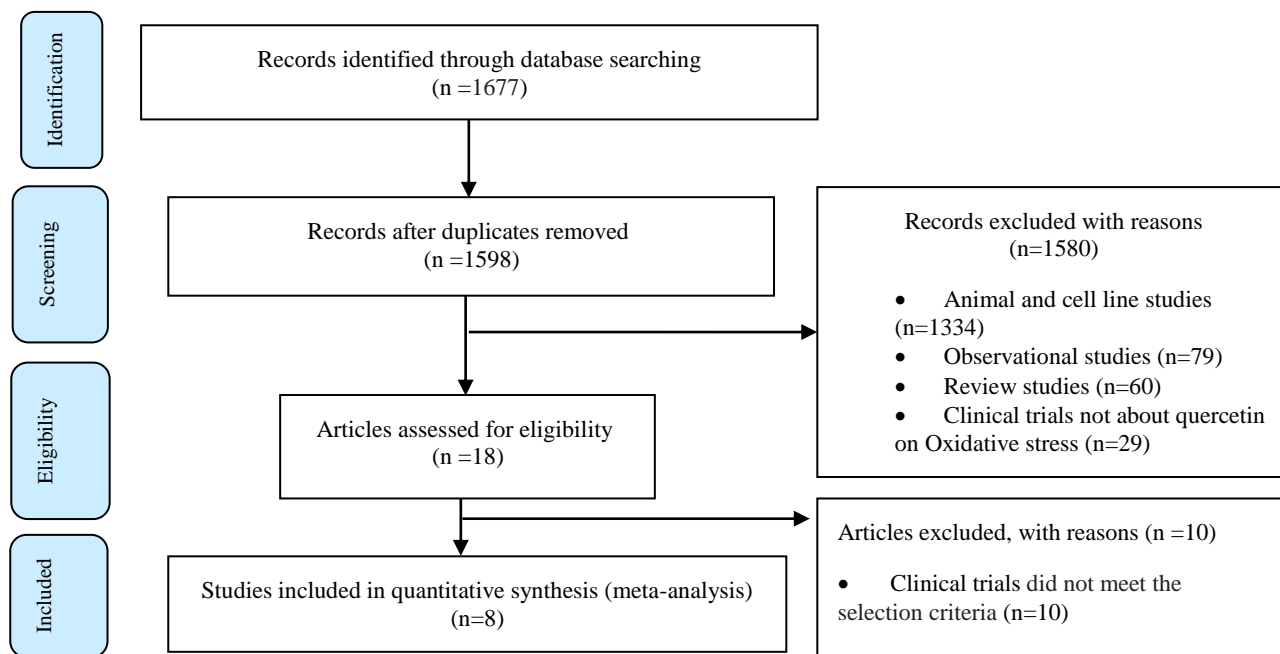 Identification
Records identified through database searching
(n =1677)
Screening
Records after duplicates removed
(n =1598)
Records excluded with reasons
(n=1580)
• Animal and cell line studies
(n=1334)
• Observational studies (n=79)
• Review studies (n=60)
• Clinical trials not about quercetin
on Oxidative stress (n=29)
Eligibility
Articles assessed for eligibility
(n =18)
Articles excluded, with reasons (n =10)
• Clinical trials did not meet the
selection criteria (n=10)
Included
Studies included in quantitative synthesis (meta-analysis)
(n=8)